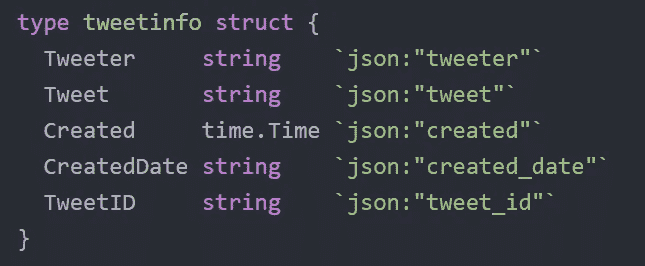 type tweetinfo struct {
  Tweeter     string    `json:"tweeter"`
  Tweet       string    `json:"tweet"`
  Created     time.Time `json:"created"`
  CreatedDate string    `json:"created_date"`
  TweetID     string    `json:"tweet_id"`
}